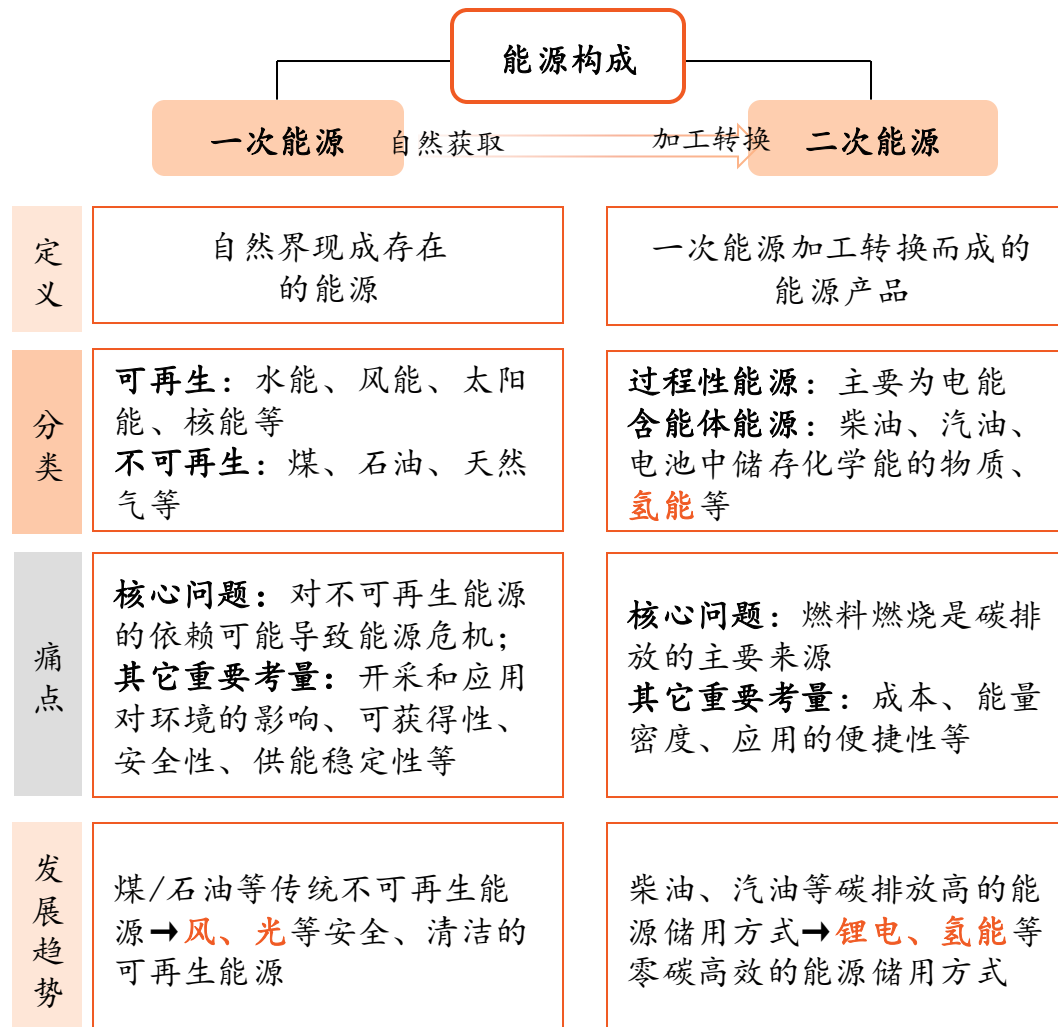 能源构成
一次能源
自然获取
加工转换
二次能源
定
义
自然界现成存在
的能源
一次能源加工转换而成的
能源产品
分
类
可再生：水能、风能、太阳
能、核能等
不可再生：煤、石油、天然
气等
过程性能源：主要为电能
含能体能源：柴油、汽油、
电池中储存化学能的物质、
氢能等
痛
点
核心问题：对不可再生能源
的依赖可能导致能源危机；
其它重要考量：开采和应用
对环境的影响、可获得性、
安全性、供能稳定性等
核心问题：燃料燃烧是碳排
放的主要来源
其它重要考量：成本、能量
密度、应用的便捷性等
发
展
趋
势
煤/石油等传统不可再生能
源→风、光等安全、清洁的
可再生能源
柴油、汽油等碳排放高的能
源储用方式→锂电、氢能等
零碳高效的能源储用方式